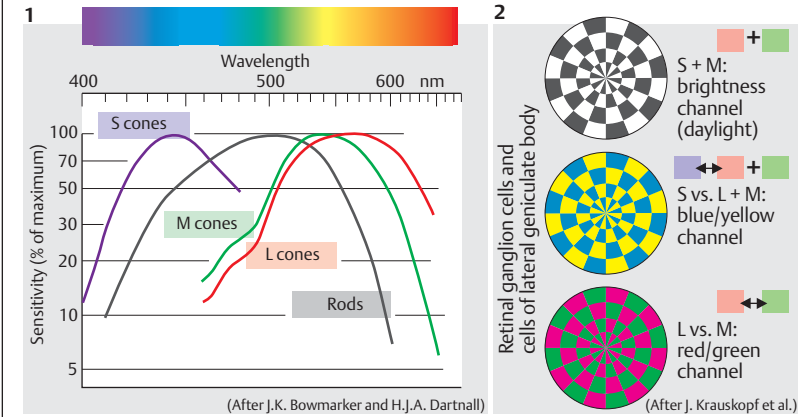 1
Wavelength
400 500 600 nm
Sensitivity (% of maximum)
100
70
50
30
20
10
5
S cones
M cones
L cones
Rods
(After J.K. Bowmarker and H.J.A. Dartnall)
2
Retinal ganglion cells and
cells of lateral geniculate body
+
S + M:
brightness
channel
(daylight)
+
S vs. L + M:
blue/yellow
channel
L vs. M:
red/green
channel
(After J. Krauskopf et al.)